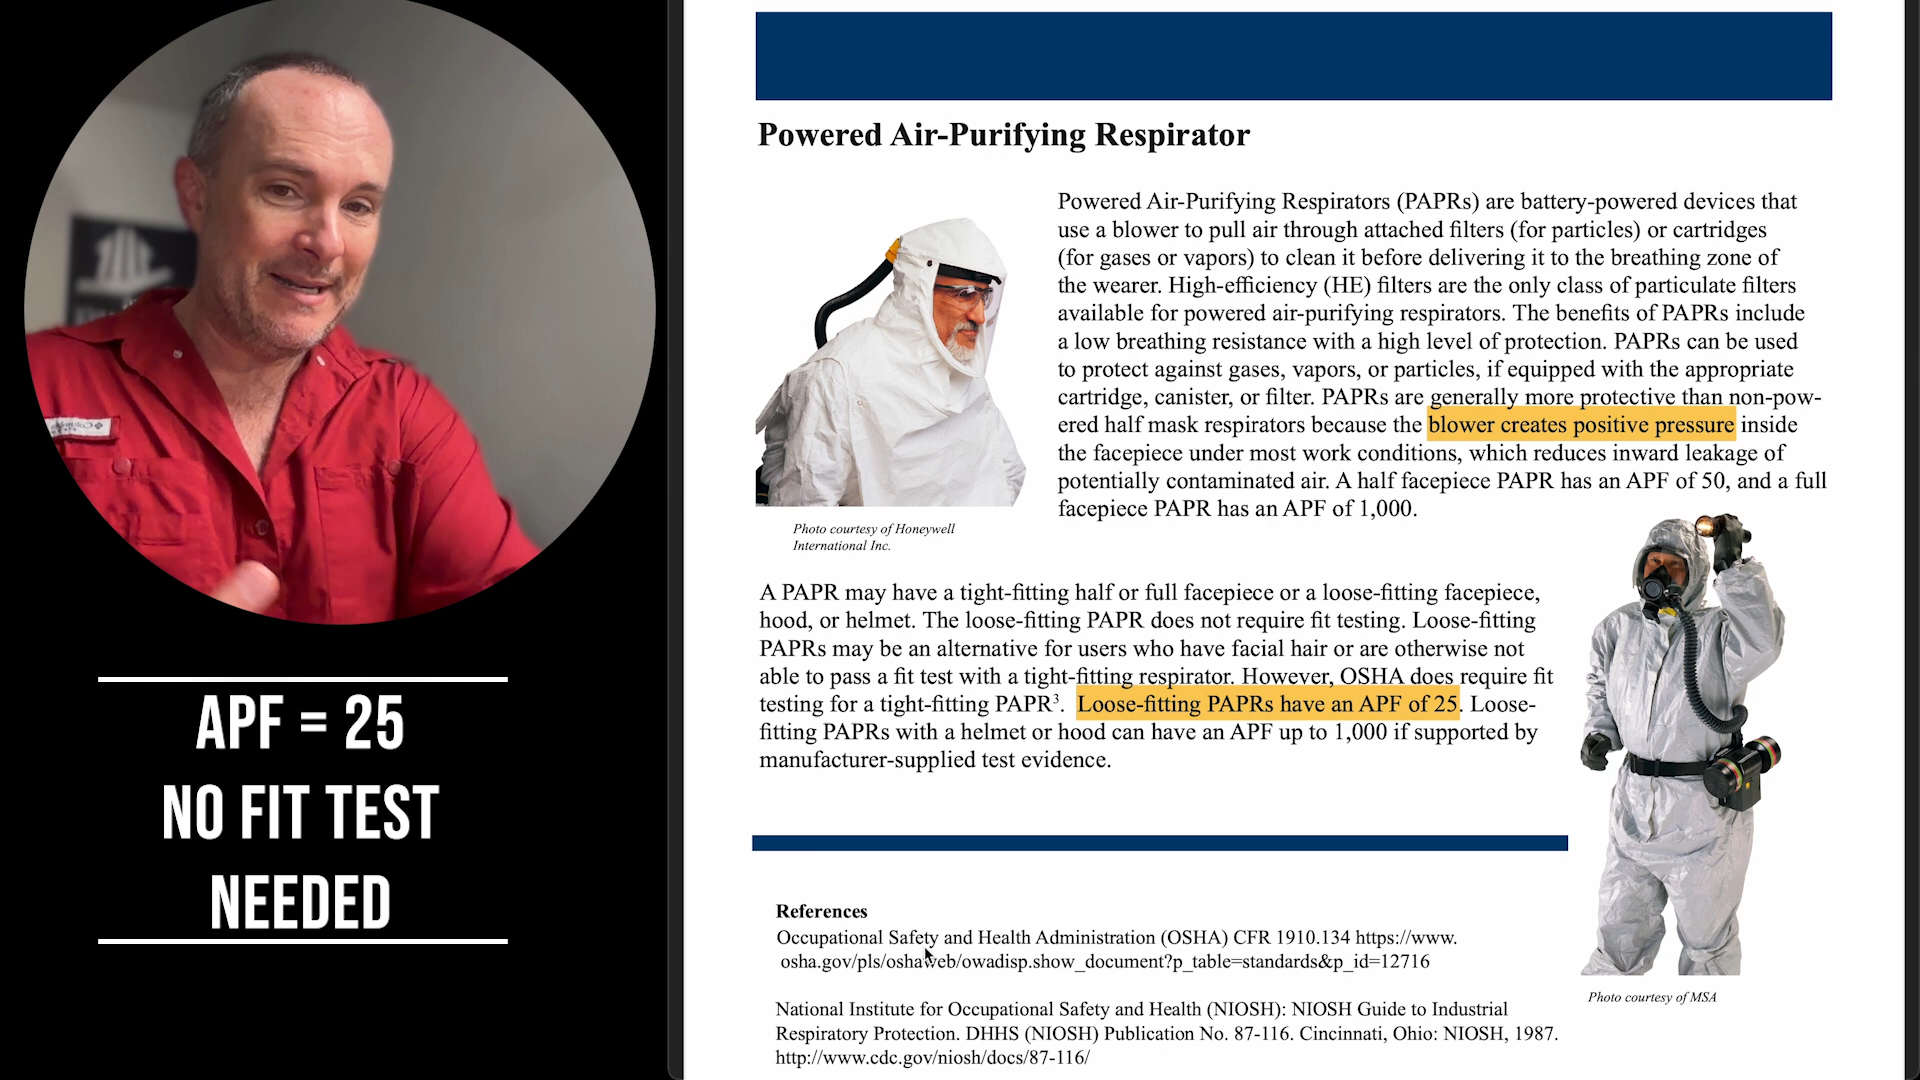 Powered Air-Purifying Respirator
Powered Air-Purifying Respirators (PAPRs) are battery-powered devices that
use a blower to pull air through attached filters (for particles) or cartridges
(for gases or vapors) to clean it before delivering it to the breathing zone of
the wearer. High-efficiency (HE) filters are the only class of particulate filters
available for powered air-purifying respirators. The benefits of PAPRs include
a low breathing resistance with a high level of protection. PAPRs can be used
to protect against gases, vapors, or particles, if equipped with the appropriate
cartridge, canister, or filter. PAPRs are generally more protective than non-pow-
ered half mask respirators because the blower creates positive pressure inside
the facepiece under most work conditions, which reduces inward leakage of
potentially contaminated air. A half facepiece PAPR has an APF of 50, and a full
facepiece PAPR has an APF of 1,000.
Photo courtesy of Honeywell
International Inc.
A PAPR may have a tight-fitting half or full facepiece or a loose-fitting facepiece,
hood, or helmet. The loose-fitting PAPR does not require fit testing. Loose-fitting
PAPRs may be an alternative for users who have facial hair or are otherwise not
able to pass a fit test with a tight-fitting respirator. However, OSHA does require fit
testing for a tight-fitting PAPR³. Loose-fitting PAPRs have an APF of 25. Loose-
fitting PAPRs with a helmet or hood can have an APF up to 1,000 if supported by
manufacturer-supplied test evidence.
Photo courtesy of MSA
References
Occupational Safety and Health Administration (OSHA) CFR 1910.134 https://www.
osha.gov/pls/oshaweb/owadisp.show_document?p_table=standards&p_id=12716
National Institute for Occupational Safety and Health (NIOSH): NIOSH Guide to Industrial
Respiratory Protection. DHHS (NIOSH) Publication No. 87-116. Cincinnati, Ohio: NIOSH, 1987.
http://www.cdc.gov/niosh/docs/87-116/
APF = 25
NO FIT TEST
NEEDED
Columbia